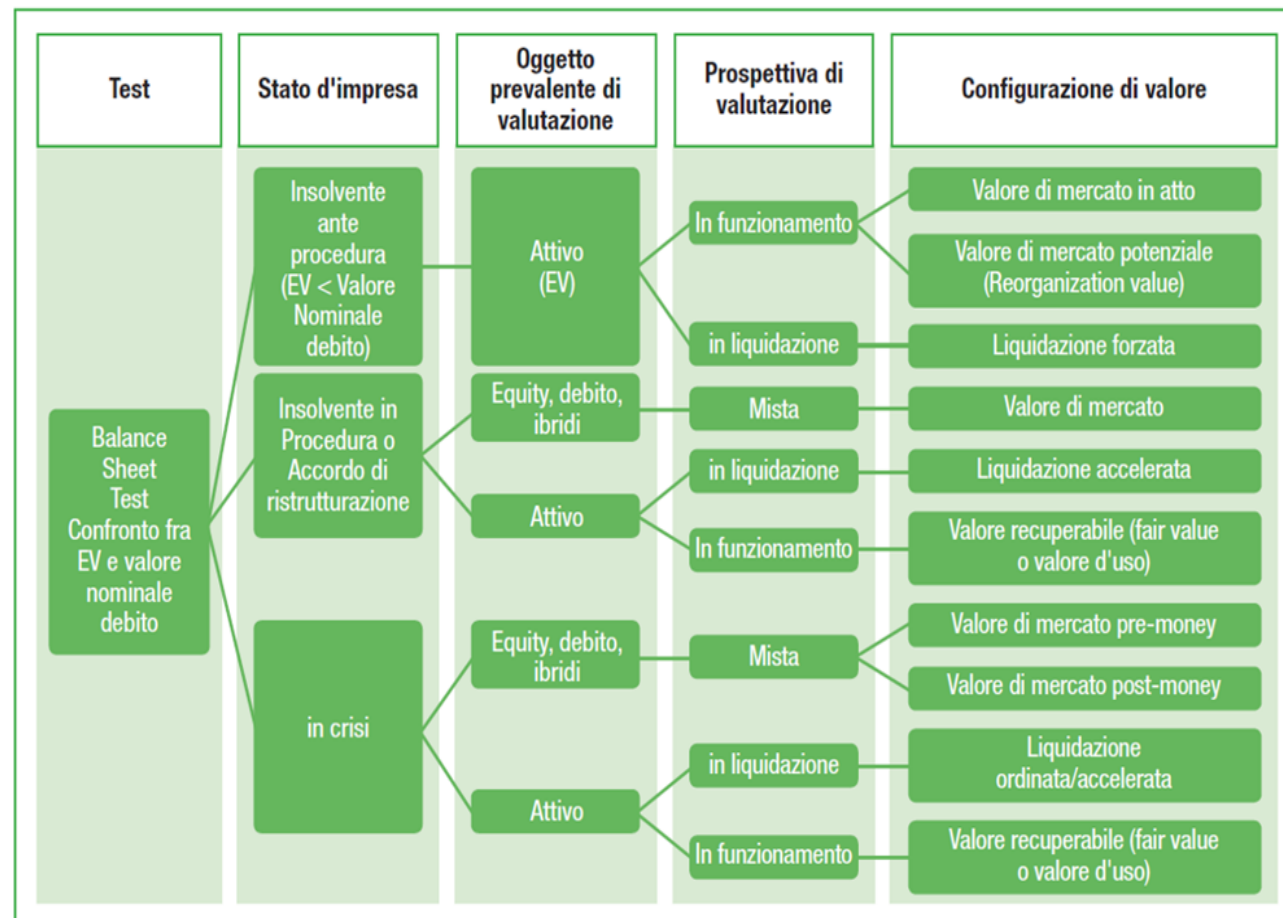 Test
Stato d'impresa
Oggetto
prevalente di
valutazione
Prospettiva di
valutazione
Configurazione di valore
Balance
Sheet
Test
Confronto fra
EV e valore
nominale
debito
Insolvente
ante
procedura
(EV < Valore
Nominale
debito)
Attivo
(EV)
In funzionamento
Valore di mercato in atto
Valore di mercato potenziale
(Reorganization value)
in liquidazione
Liquidazione forzata
Insolvente in
Procedura o
Accordo di
ristrutturazione
Equity, debito,
ibridi
Mista
Valore di mercato
Attivo
in liquidazione
Liquidazione accelerata
In funzionamento
Valore recuperabile (fair value
o valore d'uso)
in crisi
Equity, debito,
ibridi
Mista
Valore di mercato pre-money
Valore di mercato post-money
Attivo
in liquidazione
Liquidazione
ordinata/accelerata
In funzionamento
Valore recuperabile (fair value
o valore d'uso)